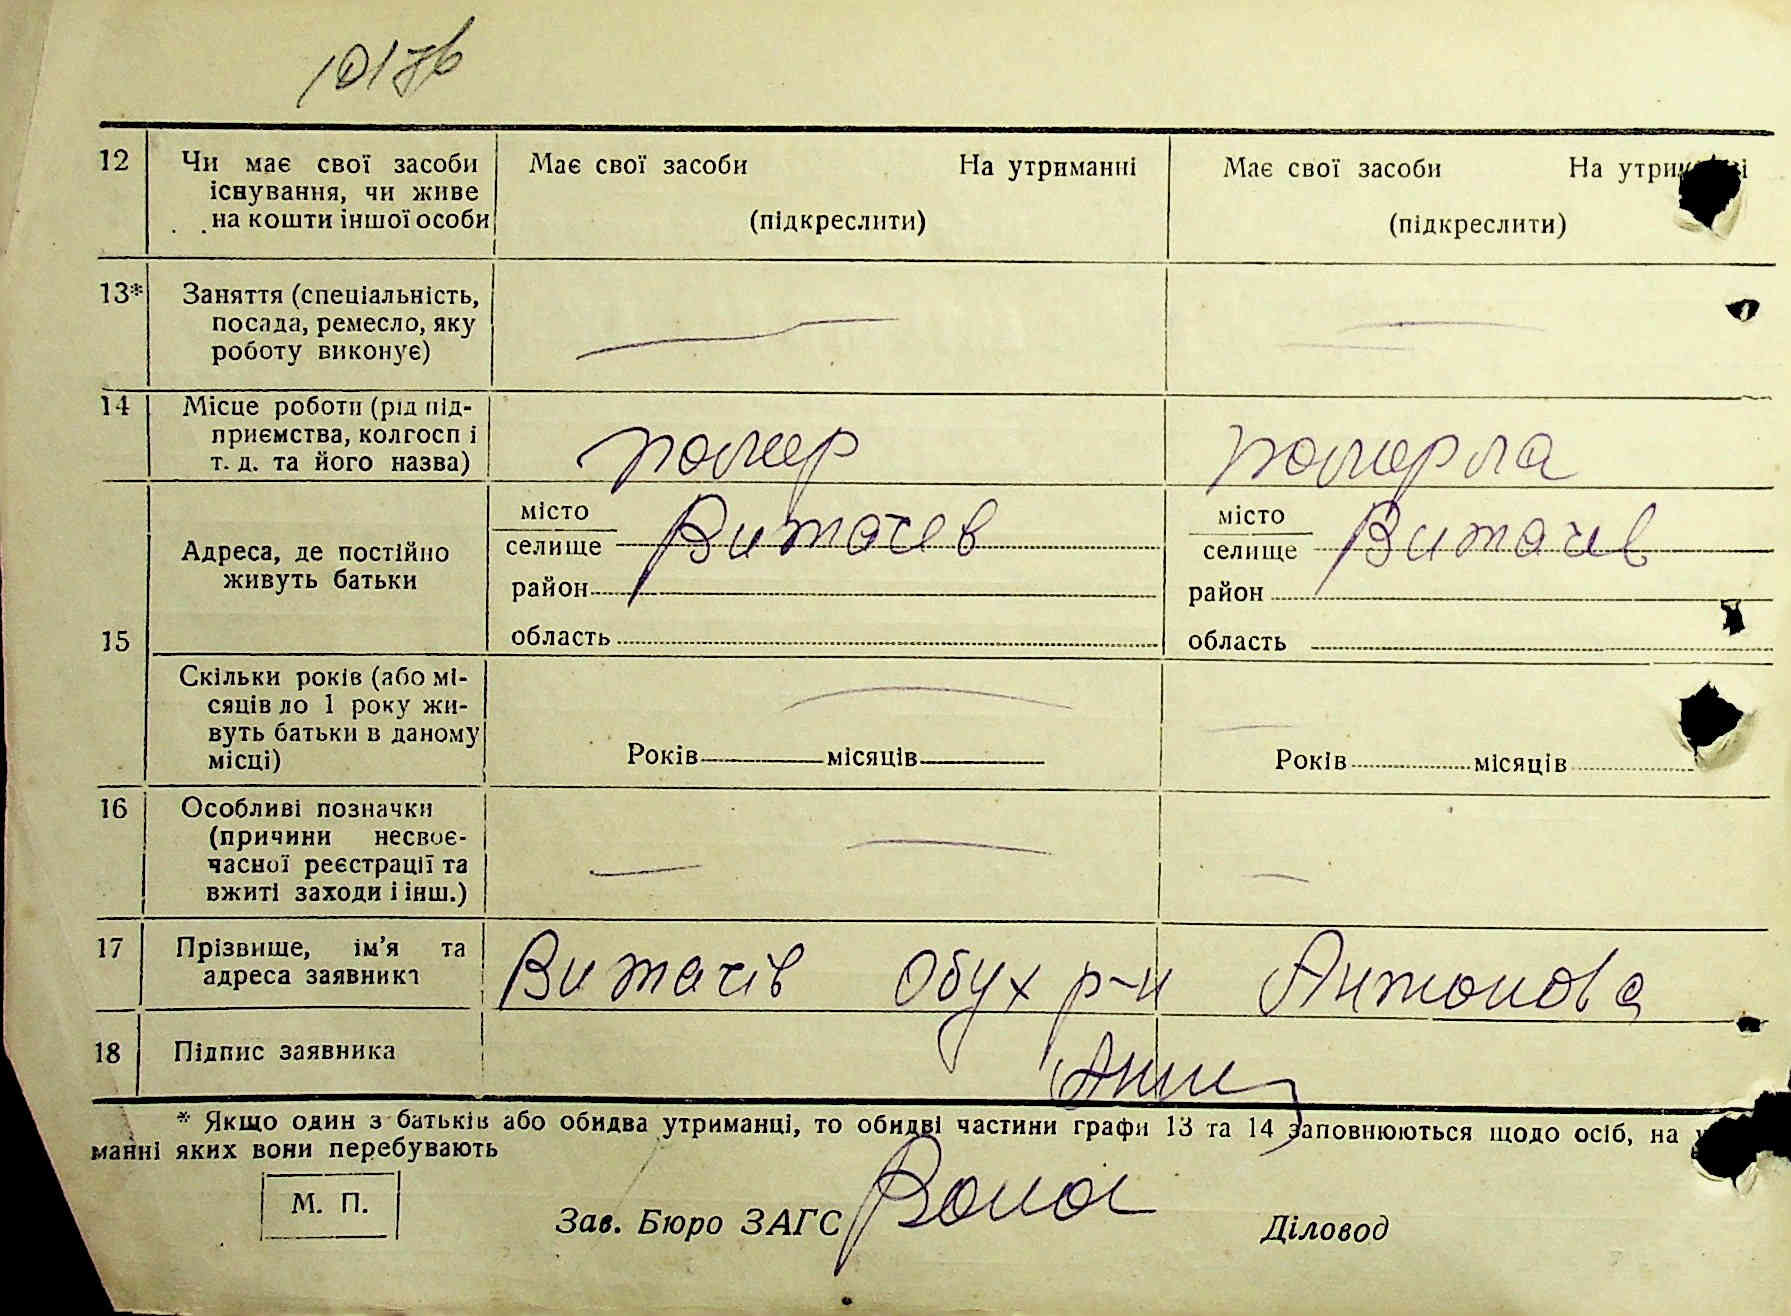 10176
12 Чи має свої засоби існування, чи живе на кошти іншої особи
Має свої засоби На утриманні
(підкреслити)
Має свої засоби На
(підкреслити)
13* Заняття (спеціальність, посада, ремесло, яку роботу виконує)
14 Місце роботи (рід підприємства, колгосп і т. д. та його назва)
помер
померла
15
Адреса, де постійно живуть батьки
місто
селище Витачев
район
область
місто
селище Витачев
район
область
Скільки років (або місяців до 1 року живуть батьки в даному місці)
Років місяців
Років місяців
16 Особливі позначки (причини несвоєчасної реєстрації та вжиті заходи і інш.)
17 Прізвище, ім'я та адреса заявника
Витачів Обух р-н Антонова
18 Підпис заявника
* Якщо один з батьків або обидва утриманці, то обидві частини графи 13 та 14 заповнюються щодо осіб, на
манні яких вони перебувають
М. П.
Зав. Бюро ЗАГС
Діловод